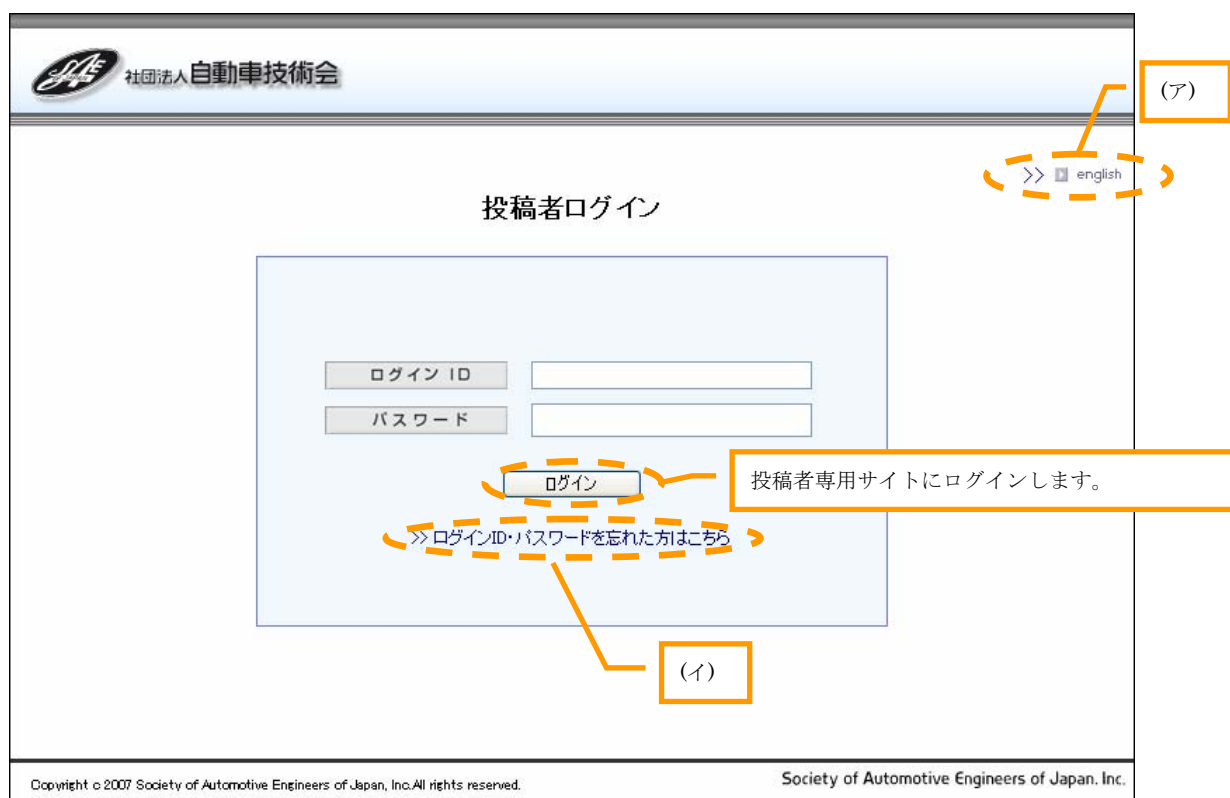 社団法人自動車技術会
(ア)
>> english
投稿者ログイン
ログイン ID
パスワード
ログイン
投稿者専用サイトにログインします。
>> ログインID・パスワードを忘れた方はこちら
(イ)
Copyright c 2007 Society of Automotive Engineers of Japan, Inc.All rights reserved.
Society of Automotive Engineers of Japan. Inc.